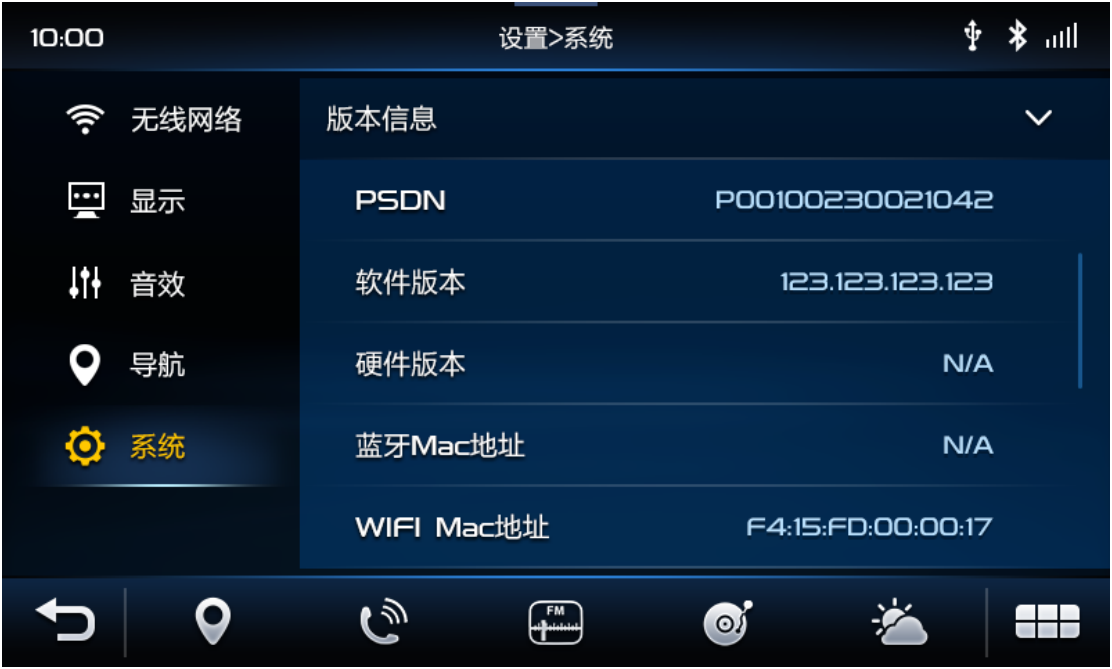 10:00
设置>系统
无线网络
版本信息
显示
PSDN P00100230021042
音效
软件版本 123.123.123.123
导航
硬件版本 N/A
系统
蓝牙Mac地址 N/A
WIFI Mac地址 F4:15:FD:00:00:17
FM